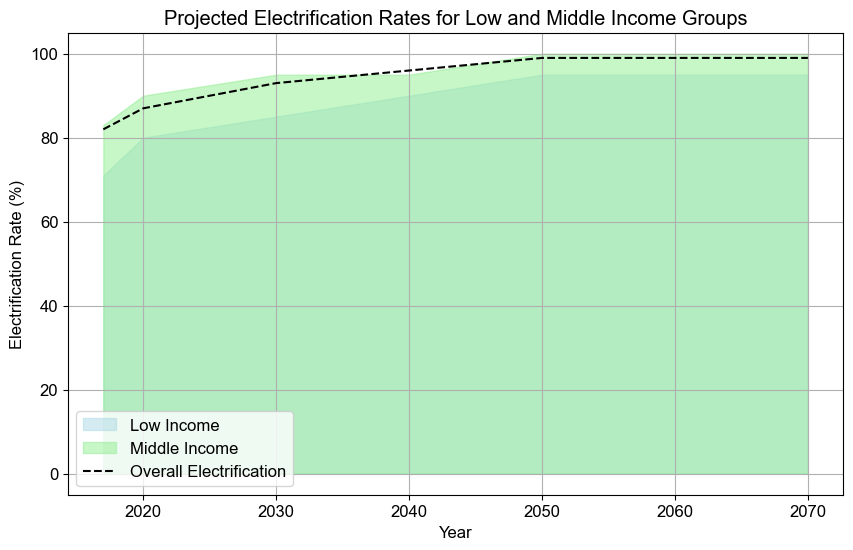 Projected Electrification Rates for Low and Middle Income Groups
Electrification Rate (%)
100
80
60
40
20
0
Low Income
Middle Income
Overall Electrification
2020 2030 2040 2050 2060 2070
Year